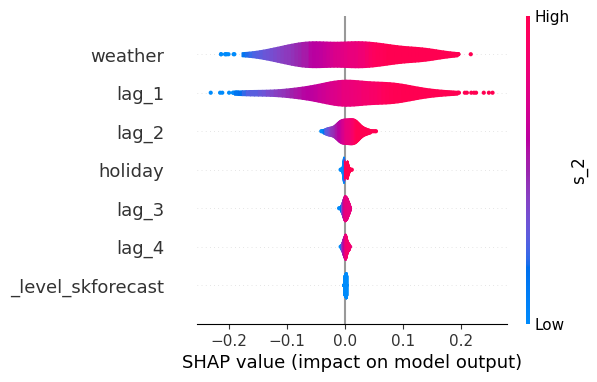 High
weather
lag_1
lag_2
holiday
lag_3
lag_4
_level_skforecast
s_2
Low
−0.2 −0.1 0.0 0.1 0.2
SHAP value (impact on model output)